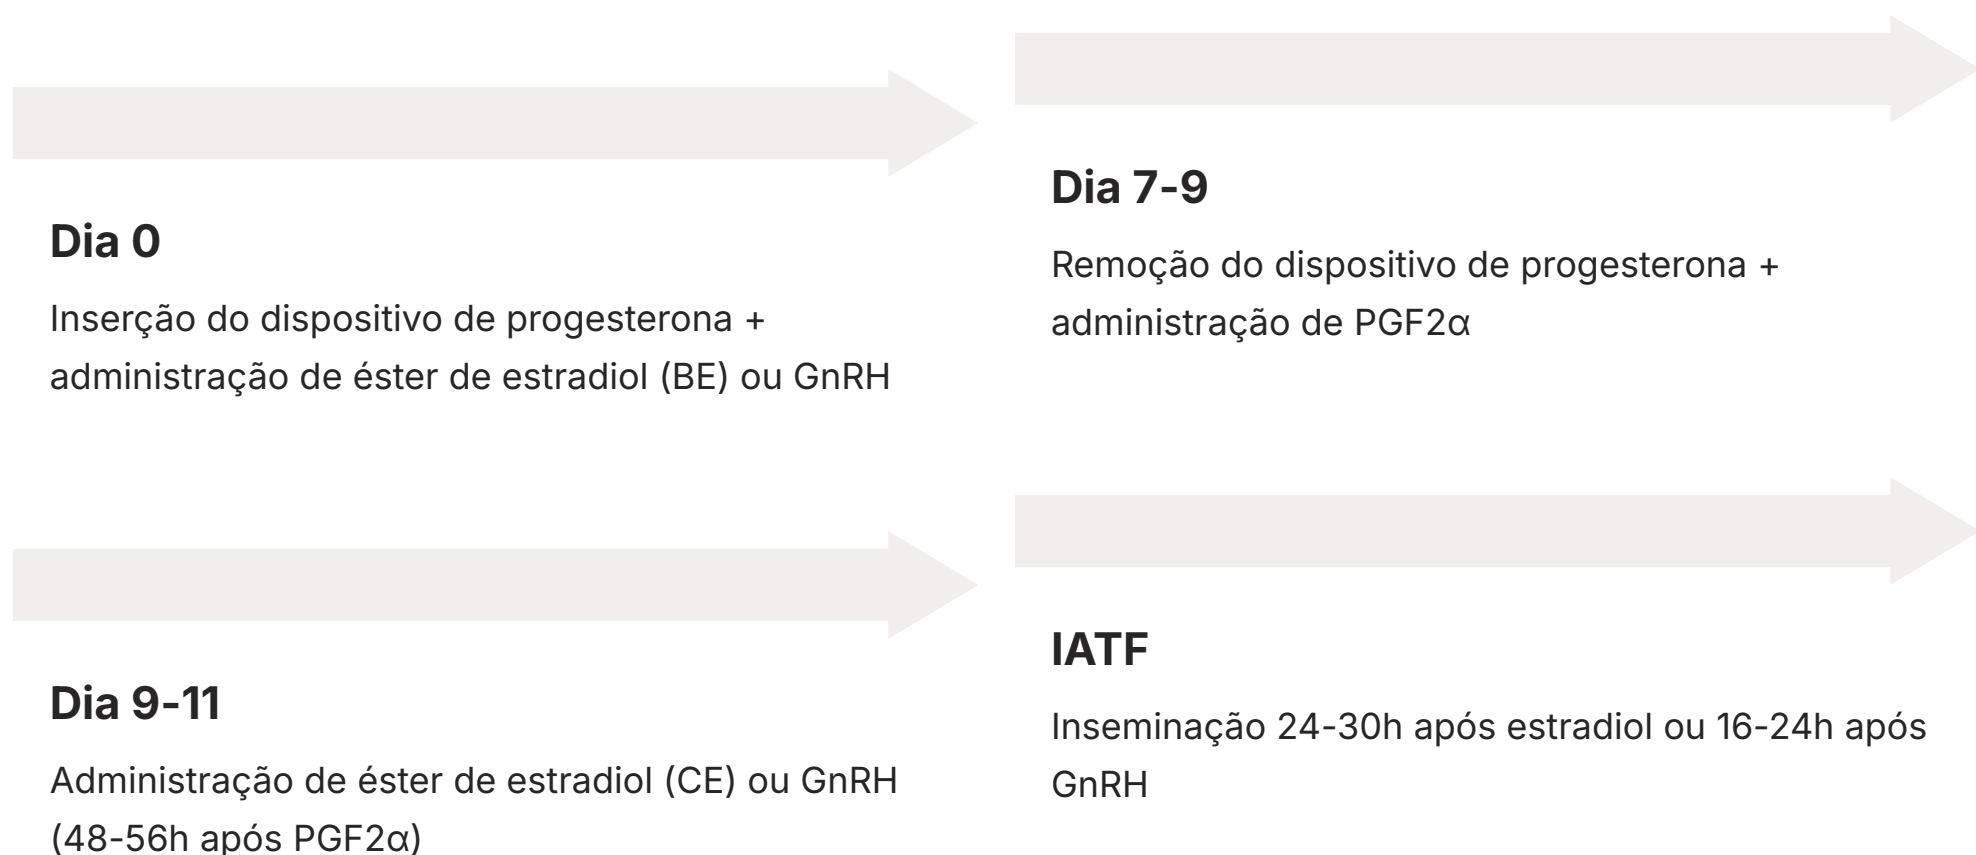 Dia 0
Inserção do dispositivo de progesterona +
administração de éster de estradiol (BE) ou GnRH
Dia 7-9
Remoção do dispositivo de progesterona +
administração de PGF2α
Dia 9-11
Administração de éster de estradiol (CE) ou GnRH
(48-56h após PGF2α)
IATF
Inseminação 24-30h após estradiol ou 16-24h após
GnRH